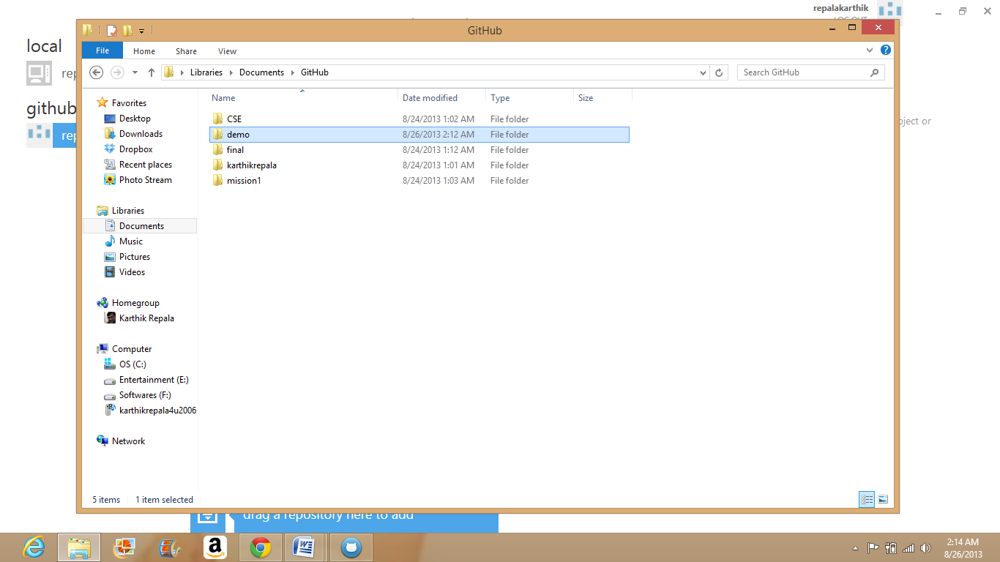 repalakarthik
LOG OUT
local
rep
github
rep
oject or
GitHub
File Home Share View
Libraries Documents GitHub
Search GitHub
Favorites
Desktop
Downloads
Dropbox
Recent places
Photo Stream
Libraries
Documents
Music
Pictures
Videos
Homegroup
Karthik Repala
Computer
OS (C:)
Entertainment (E:)
Softwares (F:)
karthikrepala4u2006
Network
Name Date modified Type Size
CSE 8/24/2013 1:02 AM File folder
demo 8/26/2013 2:12 AM File folder
final 8/24/2013 1:12 AM File folder
karthikrepala 8/24/2013 1:01 AM File folder
mission1 8/24/2013 1:03 AM File folder
5 items 1 item selected
drag a repository here to add
2:14 AM
8/26/2013